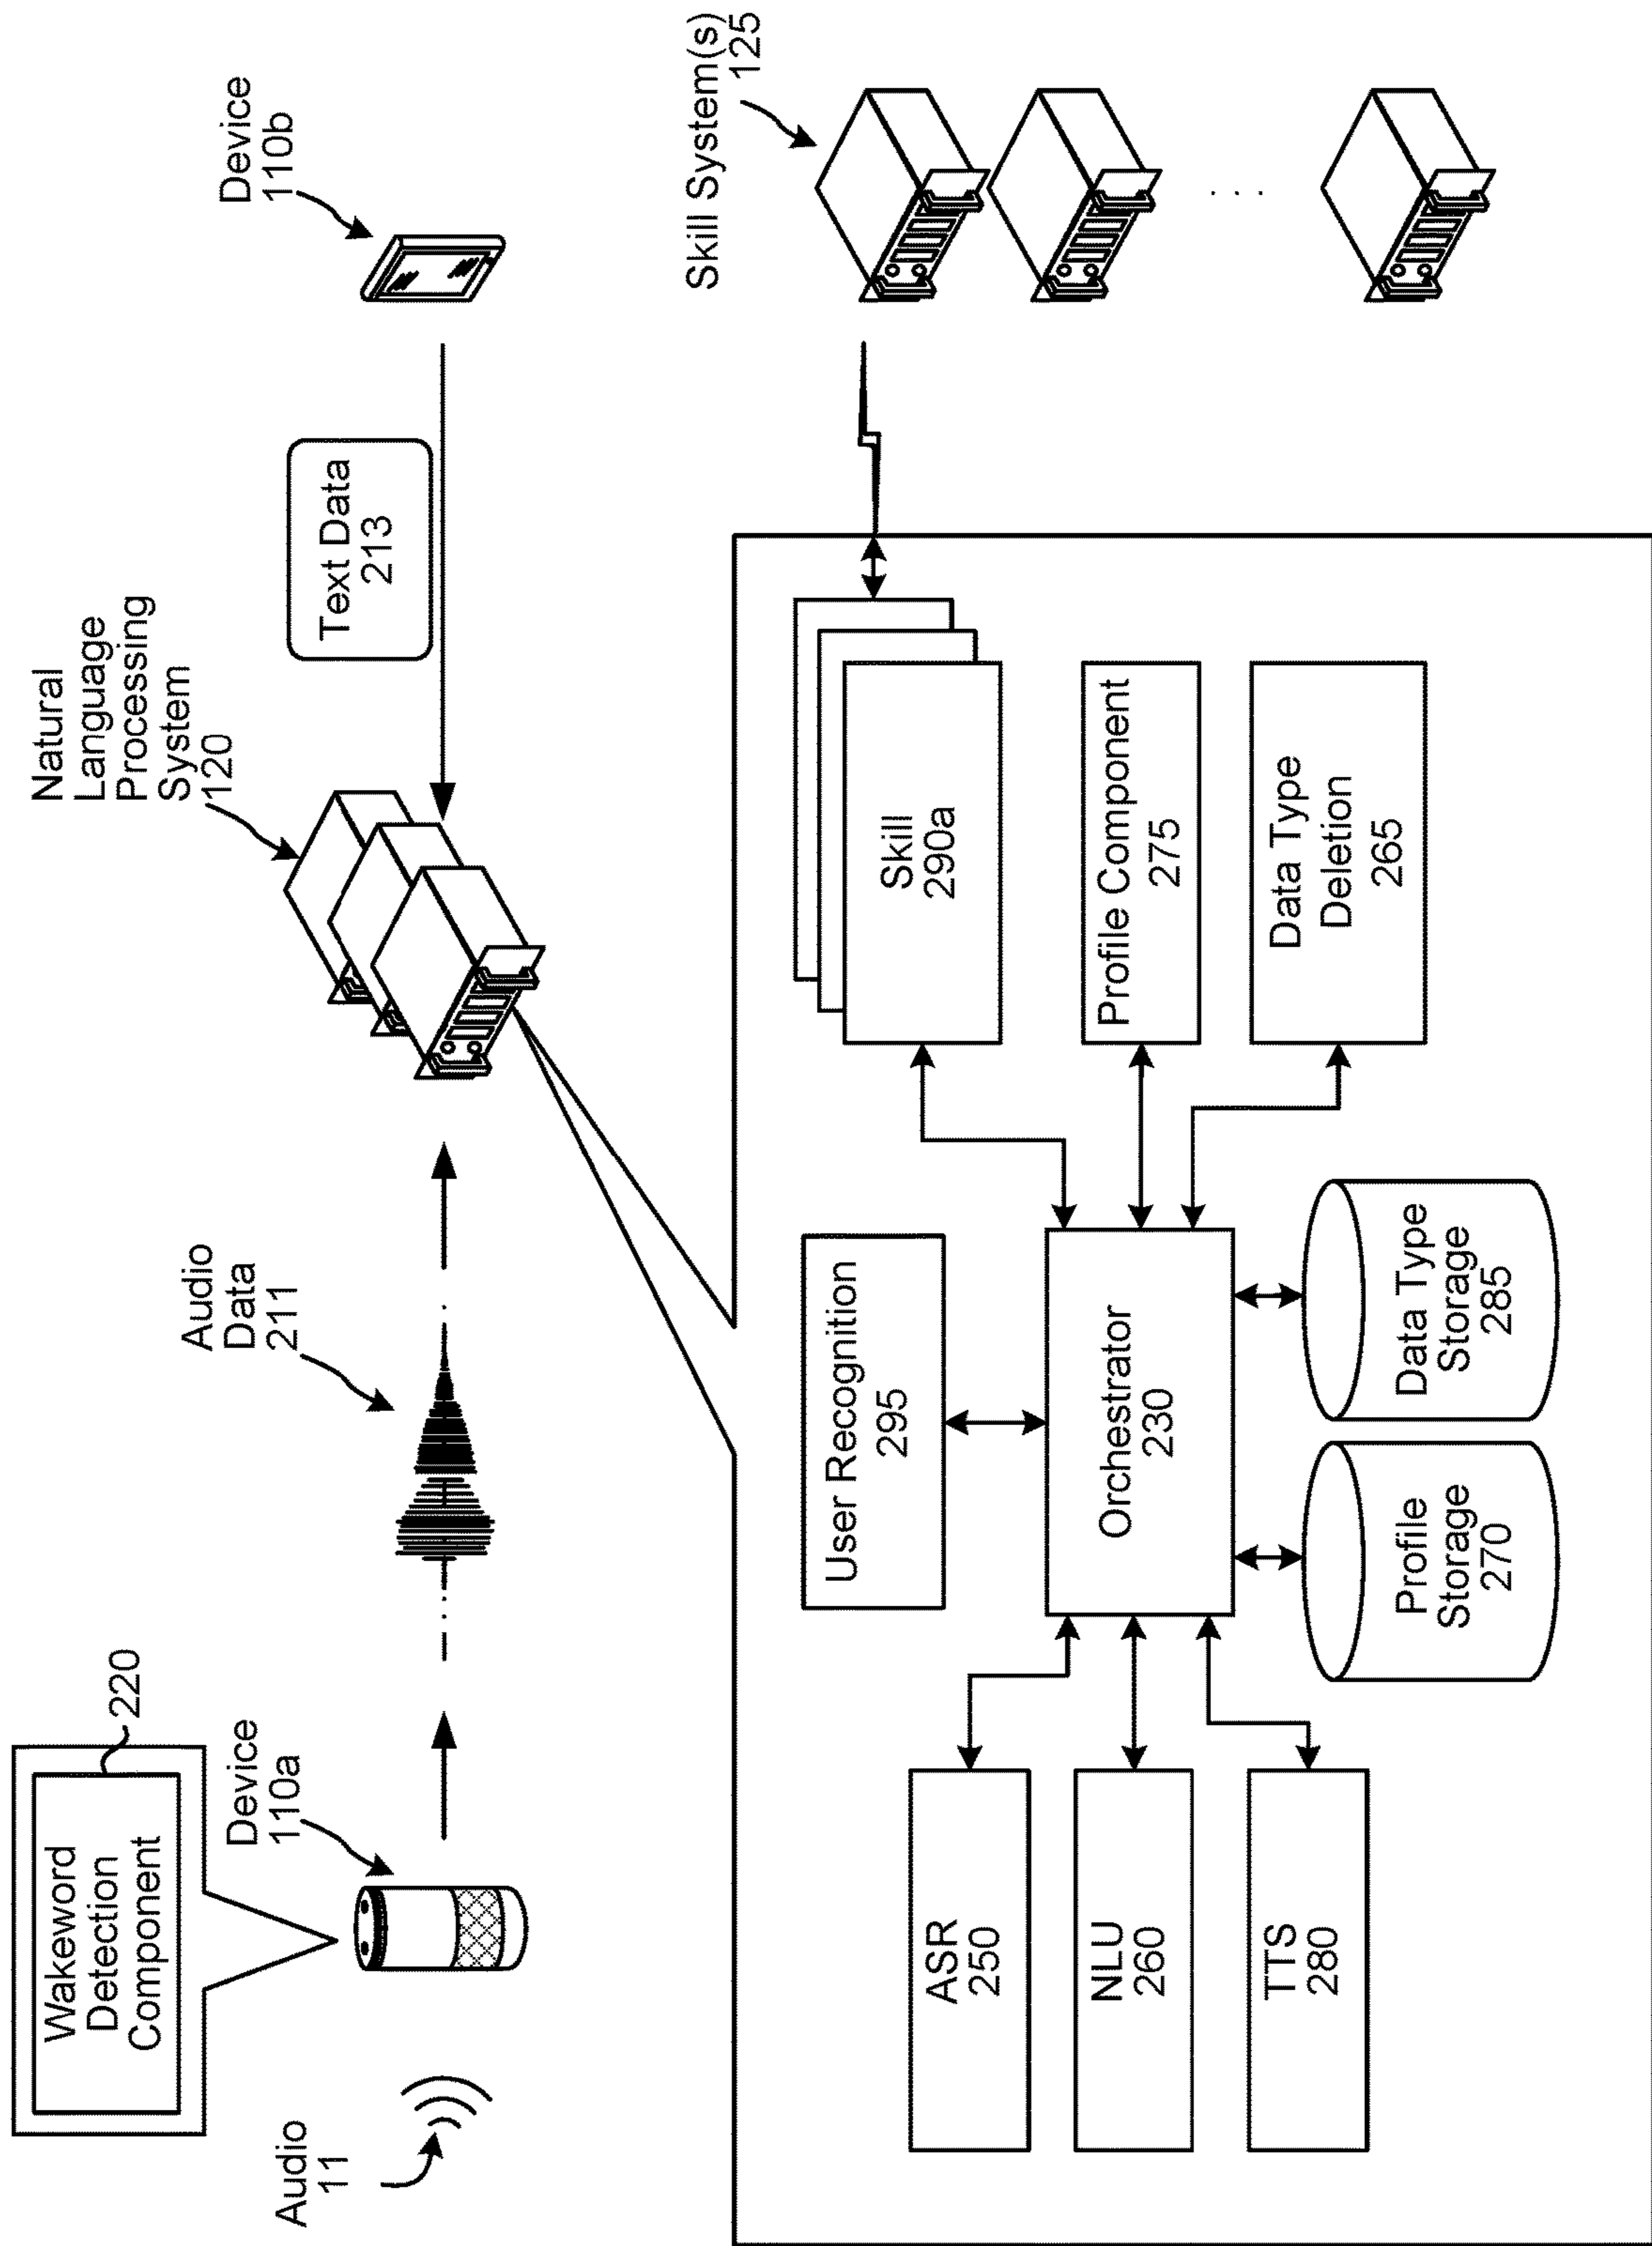 Wakeword
Detection
Component
220
Audio
11
Device
110a
Audio
Data
211
Natural
Language
Processing
System
120
Text Data
213
Device
110b
Skill System(s)
125
ASR
250
NLU
260
TTS
280
User Recognition
295
Orchestrator
230
Profile
Storage
270
Data Type
Storage
285
Skill
290a
Profile Component
275
Data Type
Deletion
265
. . .